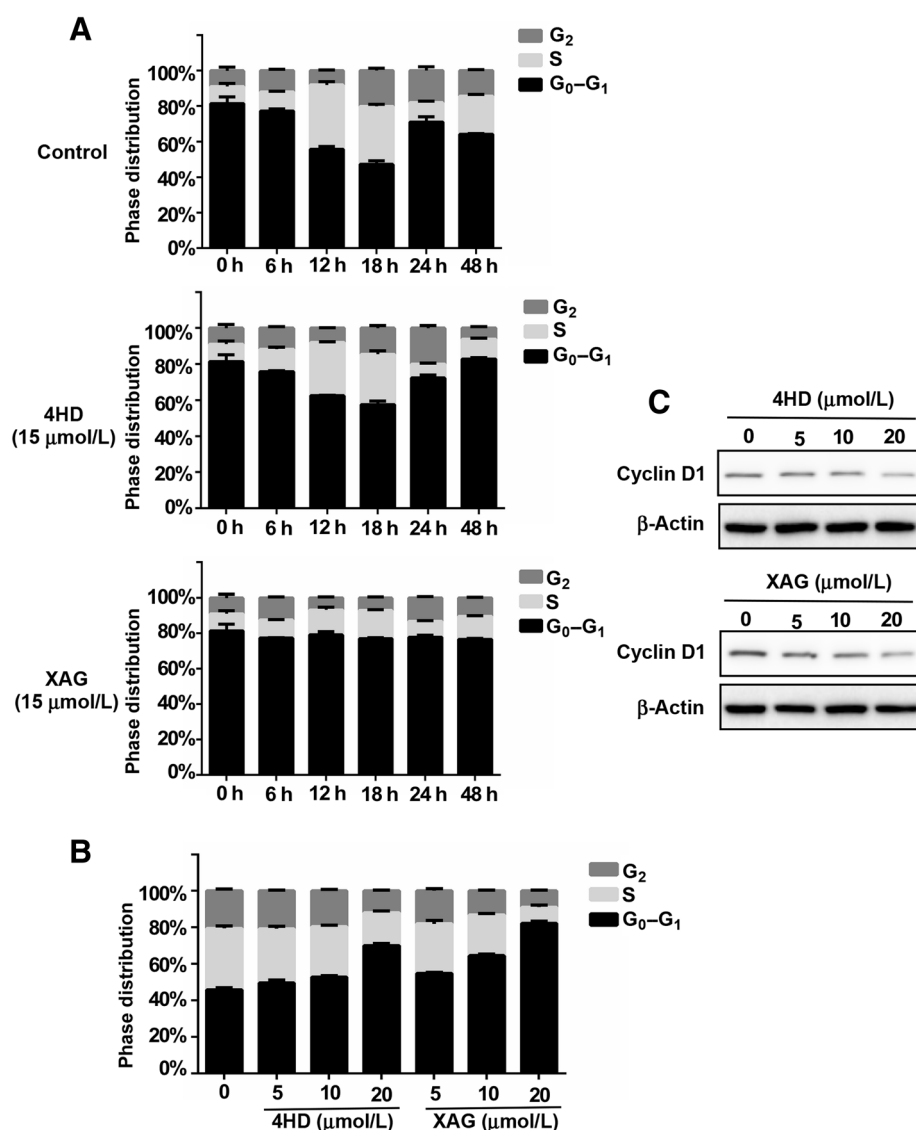 A
G₂
S
G₀–G₁
Control
Phase distribution
100%
80%
60%
40%
20%
0%
0 h 6 h 12 h 18 h 24 h 48 h
G₂
S
G₀–G₁
4HD
(15 μmol/L)
Phase distribution
100%
80%
60%
40%
20%
0%
0 h 6 h 12 h 18 h 24 h 48 h
G₂
S
G₀–G₁
XAG
(15 μmol/L)
Phase distribution
100%
80%
60%
40%
20%
0%
0 h 6 h 12 h 18 h 24 h 48 h
B
G₂
S
G₀–G₁
Phase distribution
100%
80%
60%
40%
20%
0%
0 5 10 20 5 10 20
4HD (μmol/L) XAG (μmol/L)
C
4HD (μmol/L)
0 5 10 20
Cyclin D1
β-Actin
XAG (μmol/L)
0 5 10 20
Cyclin D1
β-Actin